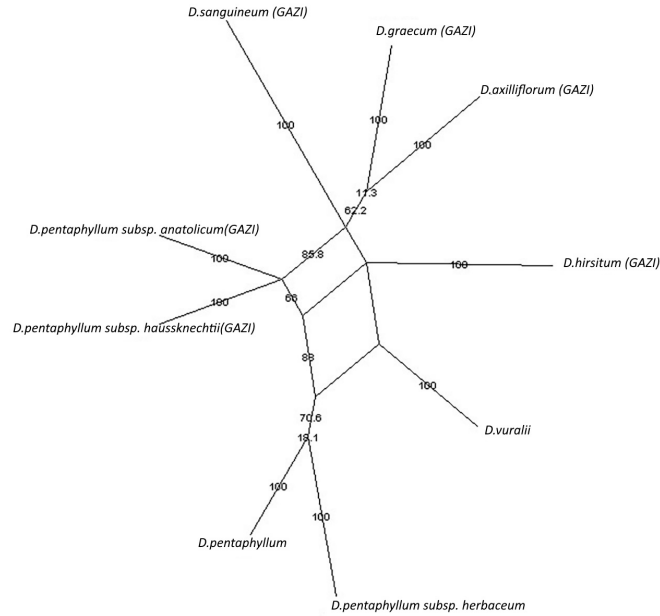 D.sanguineum (GAZI)
D.graecum (GAZI)
D.axilliflorum (GAZI)
100
100
100
11.3
62.2
D.pentaphyllum subsp. anatolicum(GAZI)
100
85.8
D.hirsitum (GAZI)
100
66
100
D.pentaphyllum subsp. haussknechtii(GAZI)
88
100
70.6
D.vuralii
18.1
100
100
D.pentaphyllum
D.pentaphyllum subsp. herbaceum